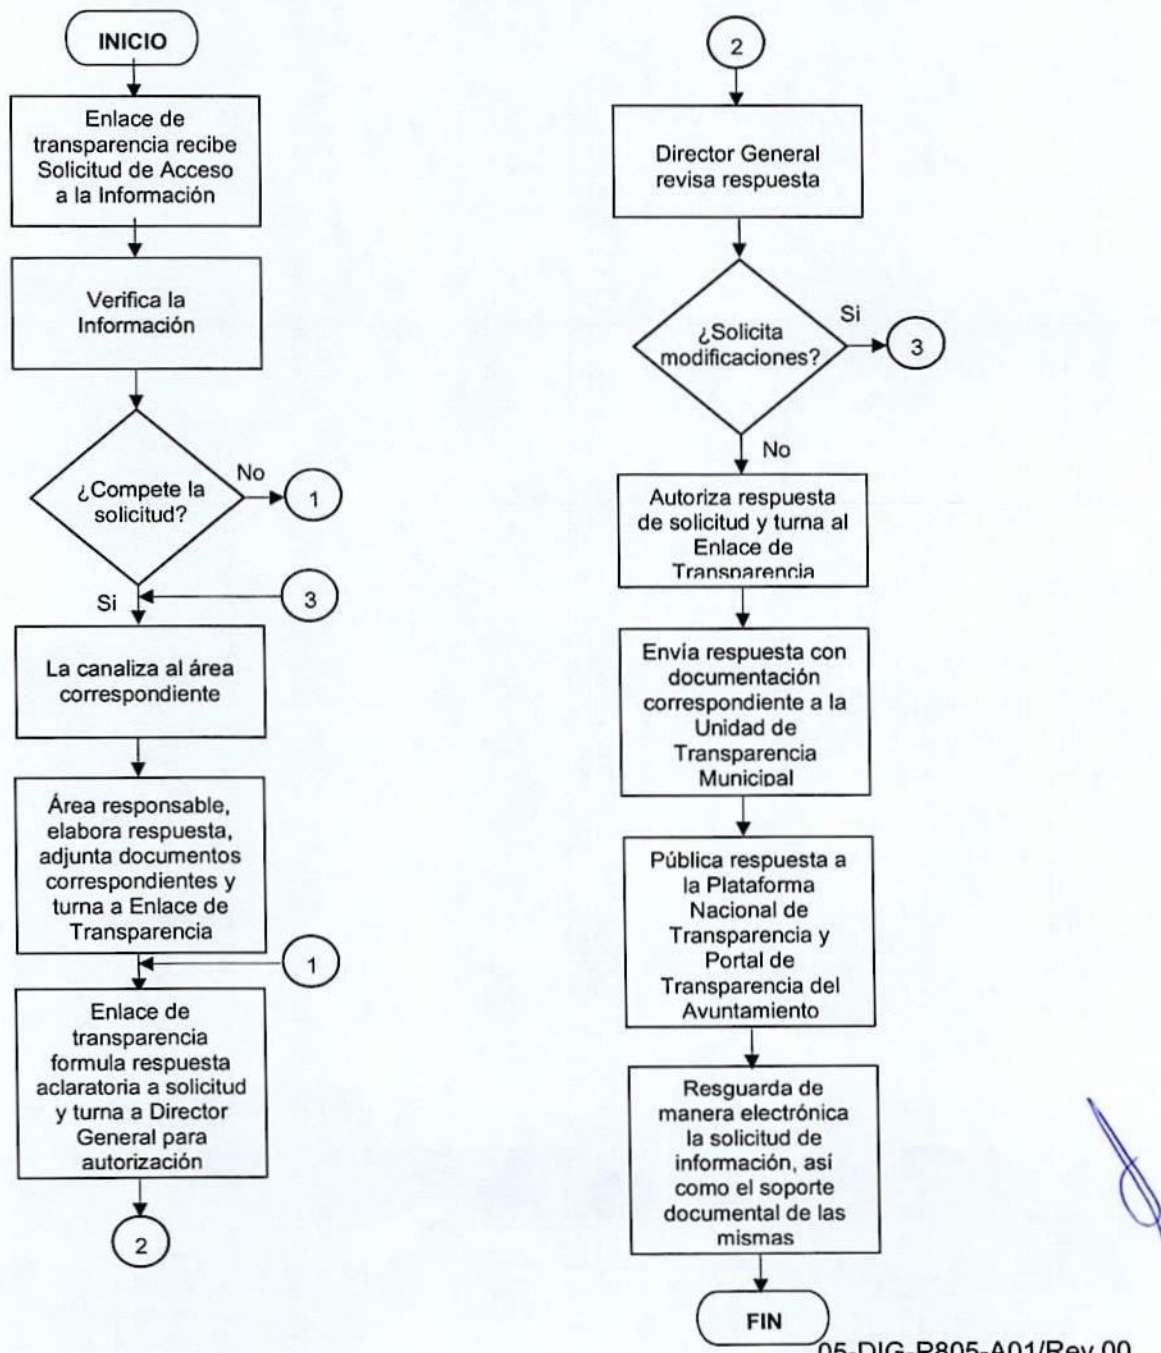 INICIO
Enlace de
transparencia recibe
Solicitud de Acceso
a la Información
Verifica la
Información
¿Compete la
solicitud?
No
1
Si
3
La canaliza al área
correspondiente
Área responsable,
elabora respuesta,
adjunta documentos
correspondientes y
turna a Enlace de
Transparencia
1
Enlace de
transparencia
formula respuesta
aclaratoria a solicitud
y turna a Director
General para
autorización
2
2
Director General
revisa respuesta
¿Solicita
modificaciones?
Si
3
No
Autoriza respuesta
de solicitud y turna al
Enlace de
Transparencia
Envía respuesta con
documentación
correspondiente a la
Unidad de
Transparencia
Municipal
Pública respuesta a
la Plataforma
Nacional de
Transparencia y
Portal de
Transparencia del
Ayuntamiento
Resguarda de
manera electrónica
la solicitud de
información, así
como el soporte
documental de las
mismas
FIN
05-DIG-P805-A01/Rev.00